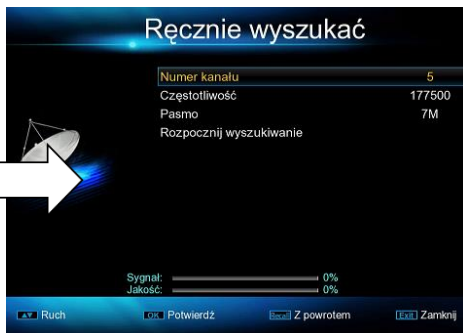 Ręcznie wyszukać
Numer kanału 5
Częstotliwość 177500
Pasmo 7M
Rozpocznij wyszukiwanie
Sygnał: 0%
Jakość: 0%
▲▼ Ruch OK Potwierdź Recall Z powrotem Exit Zamknij